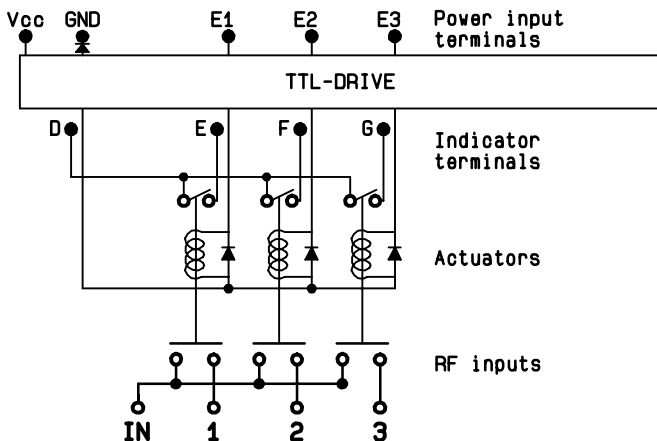 Vcc GND E1 E2 E3 Power input
terminals
TTL-DRIVE
D E F G Indicator
terminals
Actuators
RF inputs
IN 1 2 3